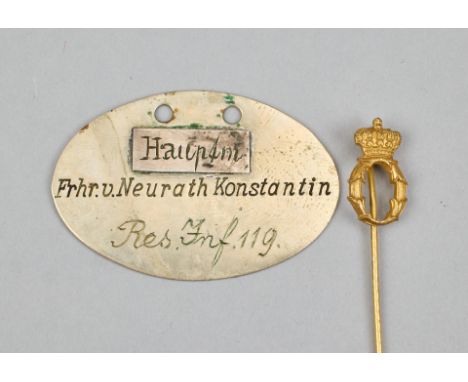 Hauptm
Frhr.v.Neurath Konstantin
Res.Inf.119.